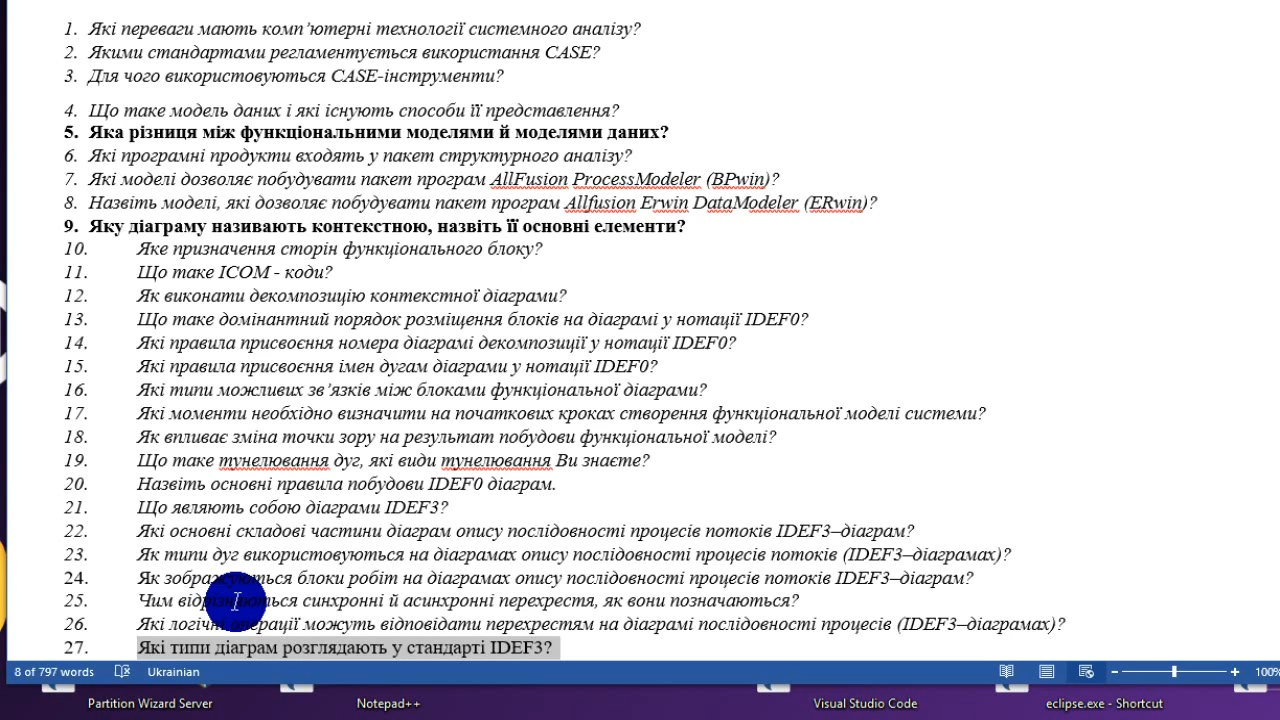 1. Які переваги мають комп’ютерні технології системного аналізу?
2. Якими стандартами регламентується використання CASE?
3. Для чого використовуються CASE-інструменти?
4. Що таке модель даних і які існують способи її представлення?
5. Яка різниця між функціональними моделями й моделями даних?
6. Які програмні продукти входять у пакет структурного аналізу?
7. Які моделі дозволяє побудувати пакет програм AllFusion ProcessModeler (BPwin)?
8. Назвіть моделі, які дозволяє побудувати пакет програм Allfusion Erwin DataModeler (ERwin)?
9. Яку діаграму називають контекстною, назвіть її основні елементи?
10. Яке призначення сторін функціонального блоку?
11. Що таке ICOM - коди?
12. Як виконати декомпозицію контекстної діаграми?
13. Що таке домінантний порядок розміщення блоків на діаграмі у нотації IDEF0?
14. Які правила присвоєння номера діаграмі декомпозиції у нотації IDEF0?
15. Які правила присвоєння імен дугам діаграми у нотації IDEF0?
16. Які типи можливих зв’язків між блоками функціональної діаграми?
17. Які моменти необхідно визначити на початкових кроках створення функціональної моделі системи?
18. Як впливає зміна точки зору на результат побудови функціональної моделі?
19. Що таке тунелювання дуг, які види тунелювання Ви знаєте?
20. Назвіть основні правила побудови IDEF0 діаграм.
21. Що являють собою діаграми IDEF3?
22. Які основні складові частини діаграм опису послідовності процесів потоків IDEF3–діаграм?
23. Як типи дуг використовуються на діаграмах опису послідовності процесів потоків (IDEF3–діаграмах)?
24. Як зображуються блоки робіт на діаграмах опису послідовності процесів потоків IDEF3–діаграм?
25. Чим відрізняються синхронні й асинхронні перехрестя, як вони позначаються?
26. Які логічні операції можуть відповідати перехрестям на діаграмі послідовності процесів (IDEF3–діаграмах)?
27. Які типи діаграм розглядають у стандарті IDEF3?
8 of 797 words Ukrainian 100%
Partition Wizard Server Notepad++ Visual Studio Code eclipse.exe - Shortcut